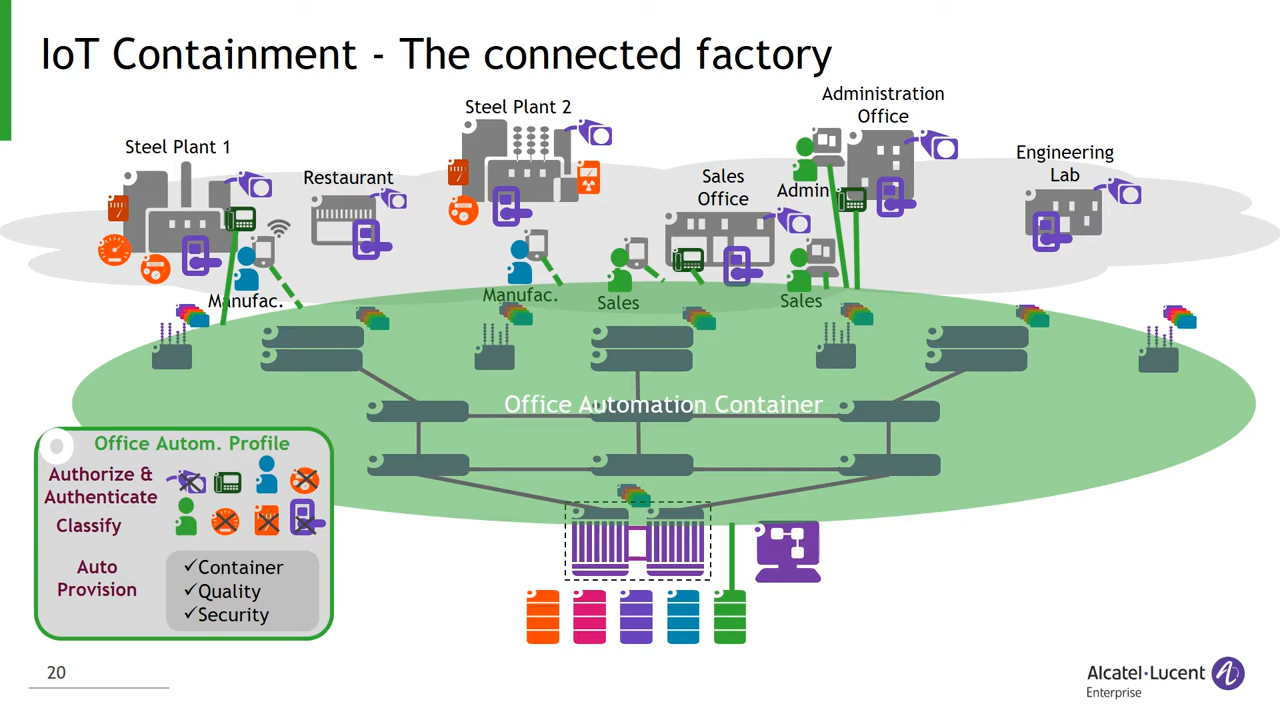 IoT Containment - The connected factory
Steel Plant 1
Restaurant
Steel Plant 2
Sales
Office
Administration
Office
Admin
Engineering
Lab
Manufac.
Manufac.
Sales
Sales
Office Automation Container
Office Autom. Profile
Authorize &
Authenticate
Classify
Auto
Provision
✓Container
✓Quality
✓Security
20
Alcatel·Lucent
Enterprise